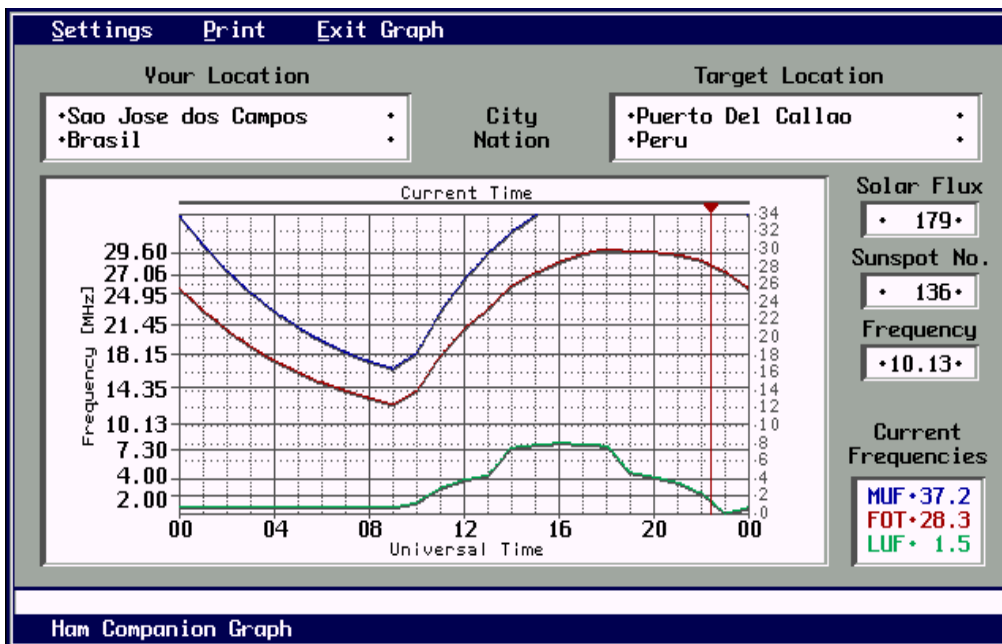 Settings Print Exit Graph
Your Location Target Location
•Sao Jose dos Campos • City •Puerto Del Callao •
•Brasil • Nation •Peru •
Current Time
Solar Flux
• 179•
Sunspot No.
• 136•
Frequency
•10.13•
Frequency [MHz]
29.60
27.06
24.95
21.45
18.15
14.35
10.13
7.30
4.00
2.00
34
32
30
28
26
24
22
20
18
16
14
12
10
8
6
4
2
0
00 04 08 12 16 20 00
Universal Time
Current
Frequencies
MUF•37.2
FOT•28.3
LUF• 1.5
Ham Companion Graph